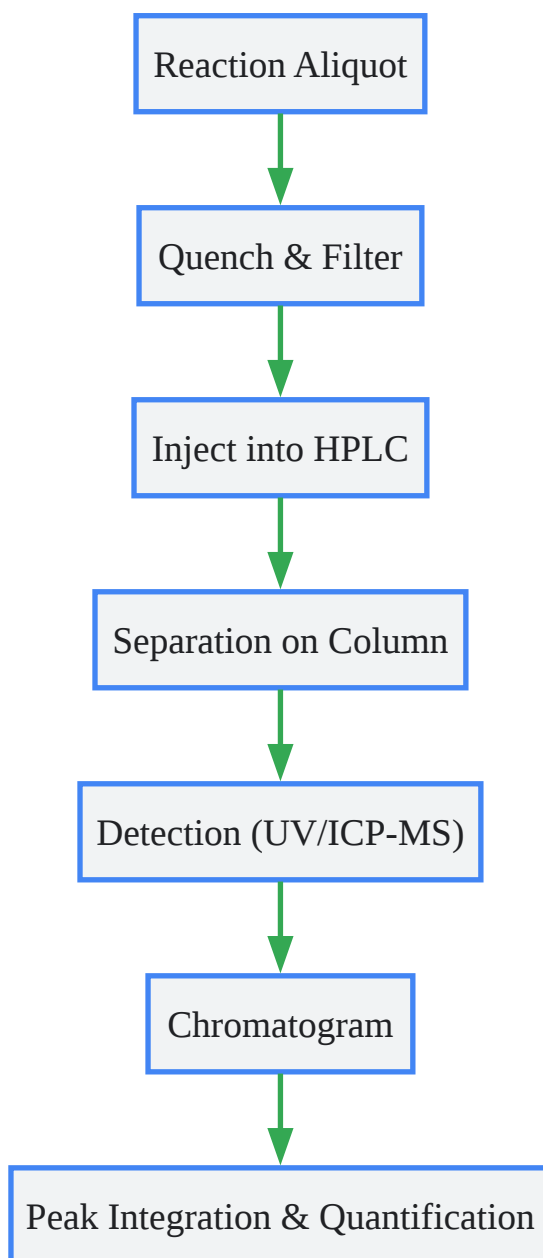 Reaction Aliquot
Quench & Filter
Inject into HPLC
Separation on Column
Detection (UV/ICP-MS)
Chromatogram
Peak Integration & Quantification